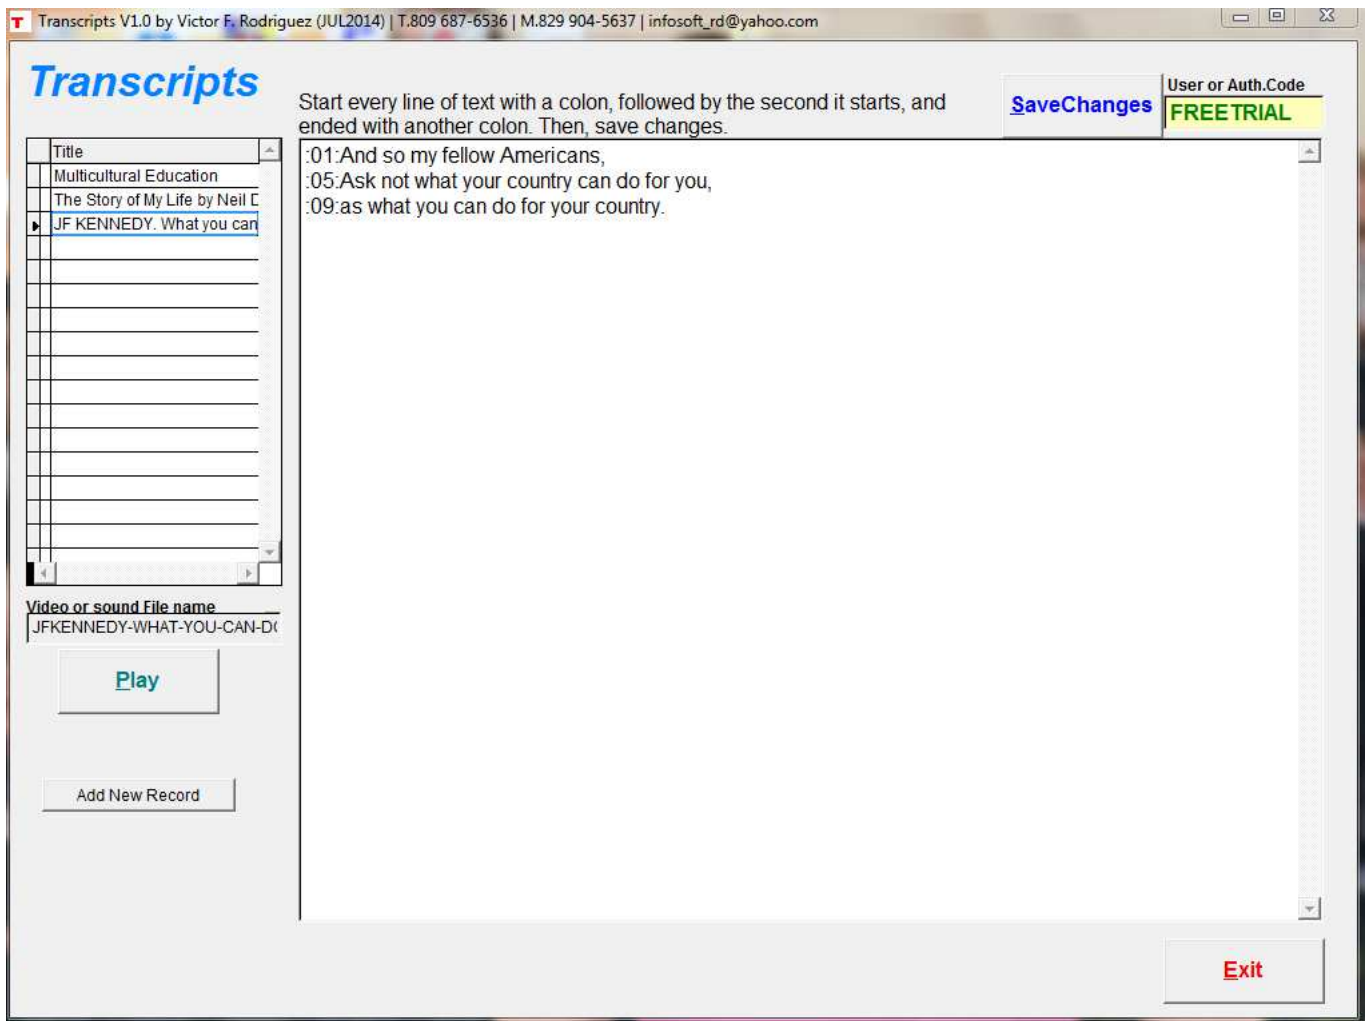 Transcripts V1.0 by Victor F. Rodriguez (JUL2014) | T.809 687-6536 | M.829 904-5637 | infosoft_rd@yahoo.com
Transcripts
Start every line of text with a colon, followed by the second it starts, and
ended with another colon. Then, save changes.
SaveChanges
User or Auth.Code
FREETRIAL
Title
Multicultural Education
The Story of My Life by Neil D
JF KENNEDY. What you can
:01:And so my fellow Americans,
:05:Ask not what your country can do for you,
:09:as what you can do for your country.
Video or sound File name
JFKENNEDY-WHAT-YOU-CAN-DO
Play
Add New Record
Exit